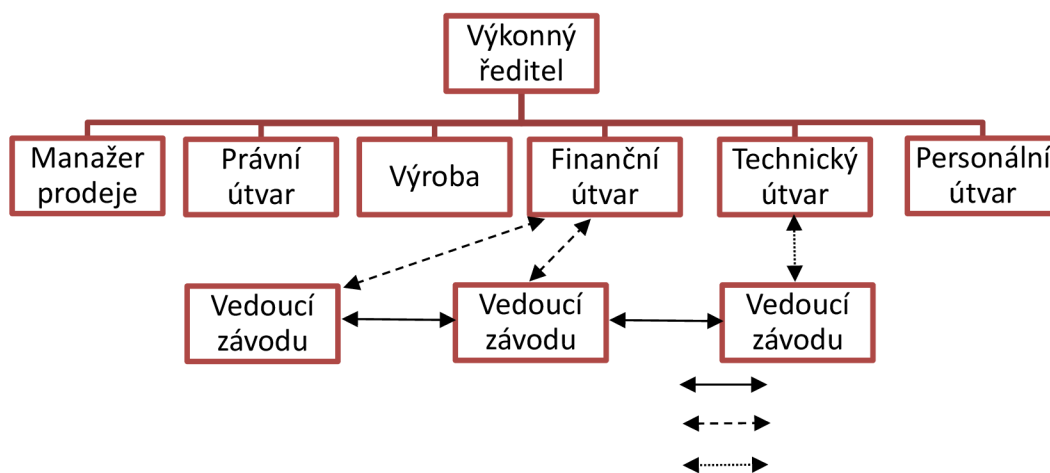 Výkonný
ředitel
Manažer
prodeje
Právní
útvar
Výroba
Finanční
útvar
Technický
útvar
Personální
útvar
Vedoucí
závodu
Vedoucí
závodu
Vedoucí
závodu